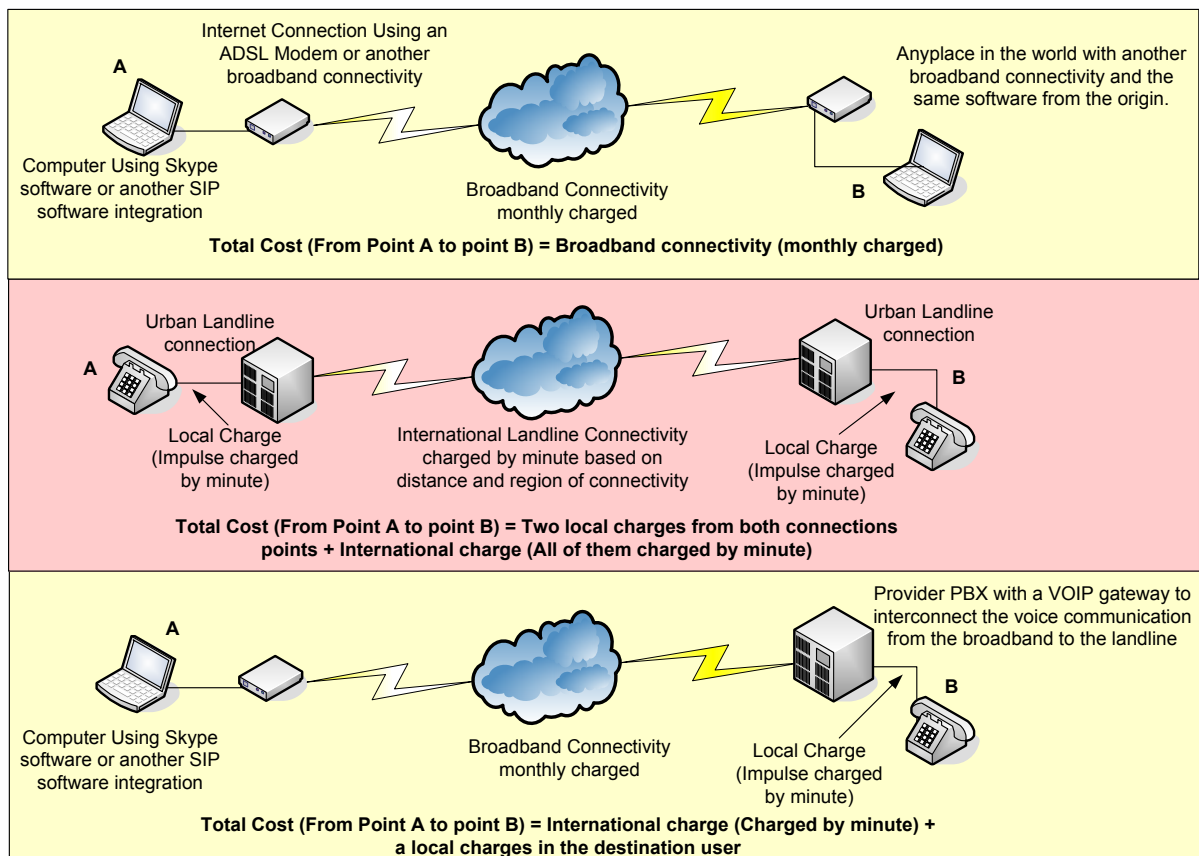 Internet Connection Using an
ADSL Modem or another
broadband connectivity
A
Anyplace in the world with another
broadband connectivity and the
same software from the origin.
Computer Using Skype
software or another SIP
software integration
Broadband Connectivity
monthly charged
B
Total Cost (From Point A to point B) = Broadband connectivity (monthly charged)
Urban Landline
connection
A
Urban Landline
connection
B
Local Charge
(Impulse charged
by minute)
International Landline Connectivity
charged by minute based on
distance and region of connectivity
Local Charge
(Impulse charged
by minute)
Total Cost (From Point A to point B) = Two local charges from both connections
points + International charge (All of them charged by minute)
A
Provider PBX with a VOIP gateway to
interconnect the voice communication
from the broadband to the landline
B
Computer Using Skype
software or another SIP
software integration
Broadband Connectivity
monthly charged
Local Charge
(Impulse charged
by minute)
Total Cost (From Point A to point B) = International charge (Charged by minute) +
a local charges in the destination user